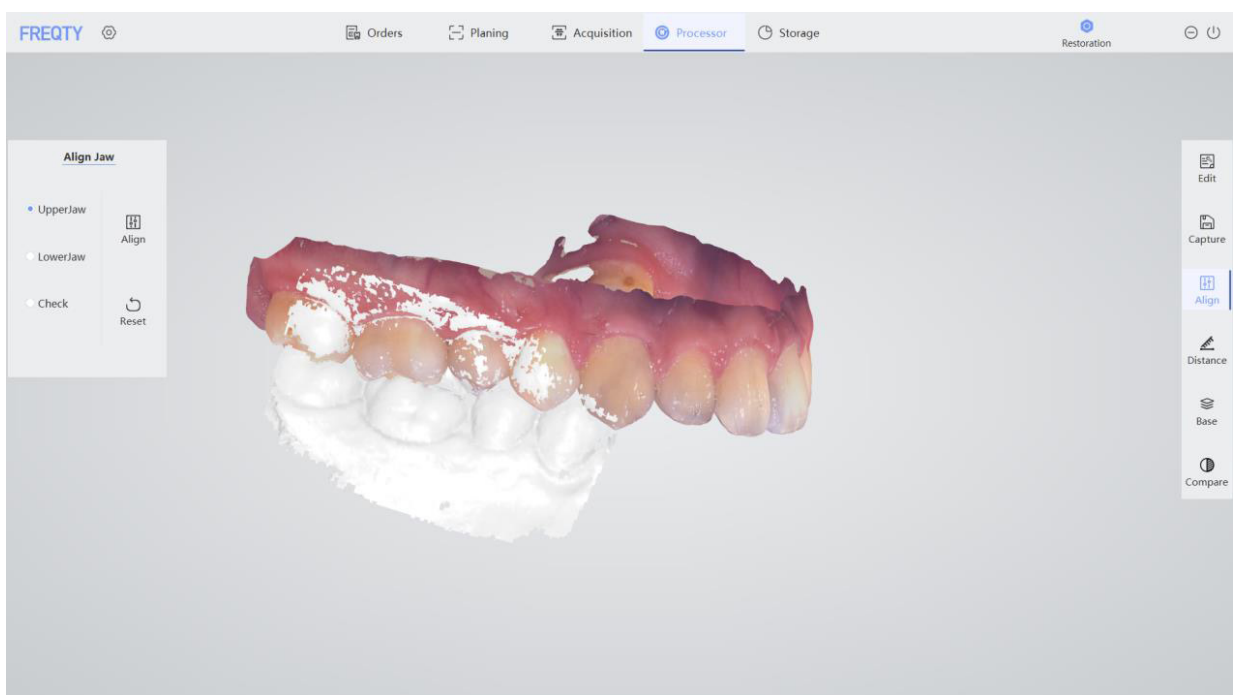 FREQTY
Orders
Planing
Acquisition
Processor
Storage
Restoration
Align Jaw
UpperJaw
LowerJaw
Check
Align
Reset
Edit
Capture
Align
Distance
Base
Compare